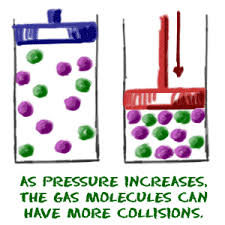 AS PRESSURE INCREASES,
THE GAS MOLECULES CAN
HAVE MORE COLLISIONS.